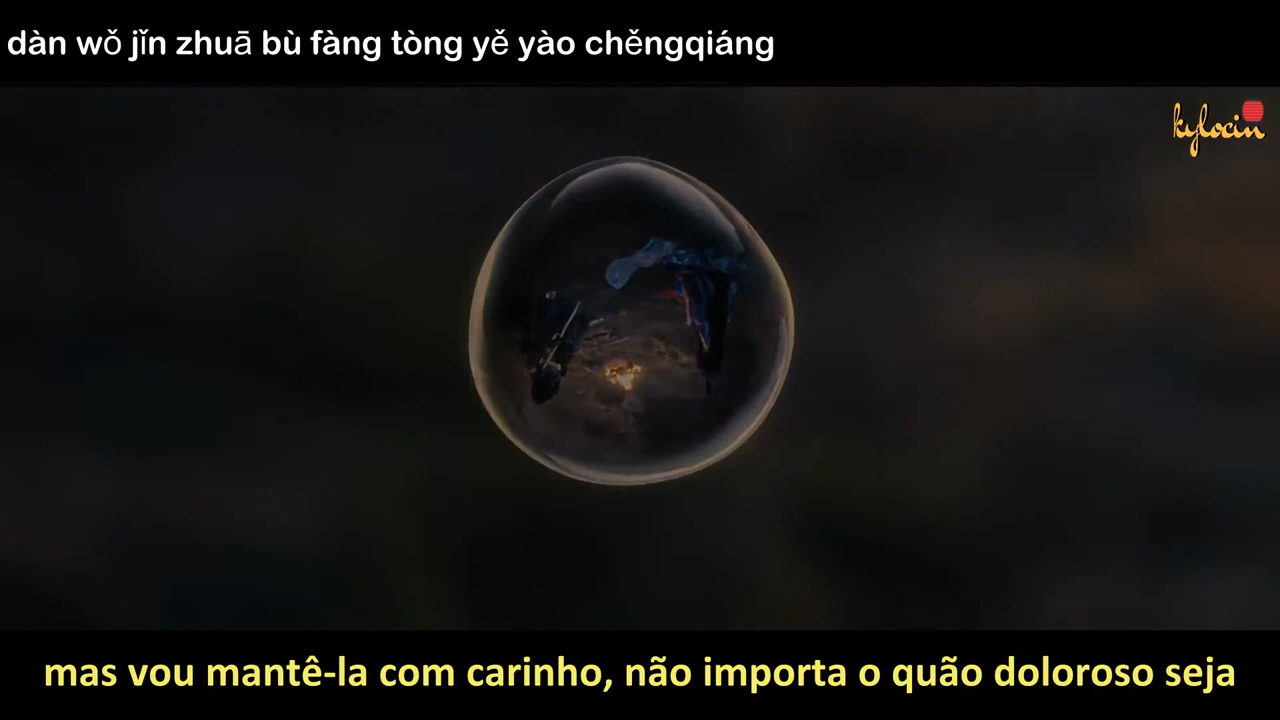 dàn wǒ jǐn zhuā bù fàng tòng yě yào chěngqiáng
kylocin
mas vou mantê-la com carinho, não importa o quão doloroso seja